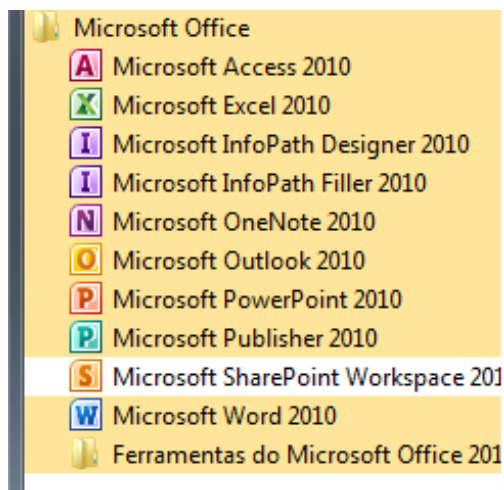 Microsoft Office
A Microsoft Access 2010
X Microsoft Excel 2010
I Microsoft InfoPath Designer 2010
I Microsoft InfoPath Filler 2010
N Microsoft OneNote 2010
O Microsoft Outlook 2010
P Microsoft PowerPoint 2010
P Microsoft Publisher 2010
S Microsoft SharePoint Workspace 201
W Microsoft Word 2010
Ferramentas do Microsoft Office 201